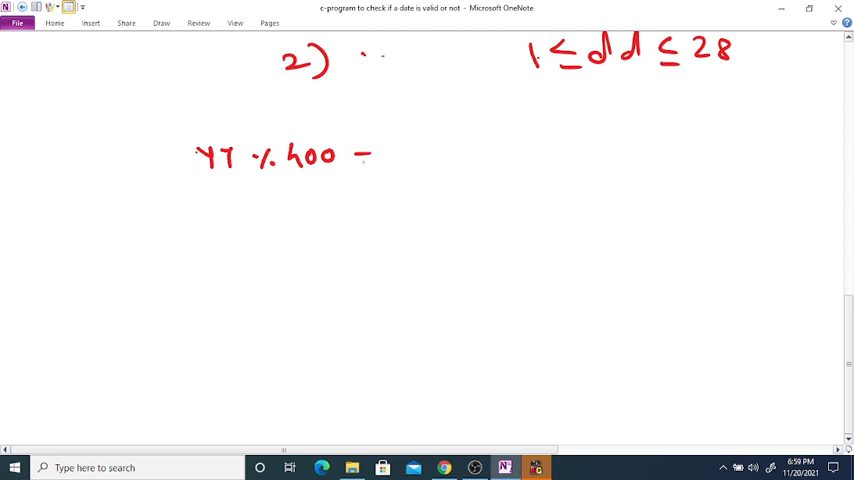 c-program to check if a date is valid or not - Microsoft OneNote
File Home Insert Share Draw Review View Pages
2) .. 1 ≤ dd ≤ 28
YY % 400 -
Type here to search
6:59 PM
11/20/2021